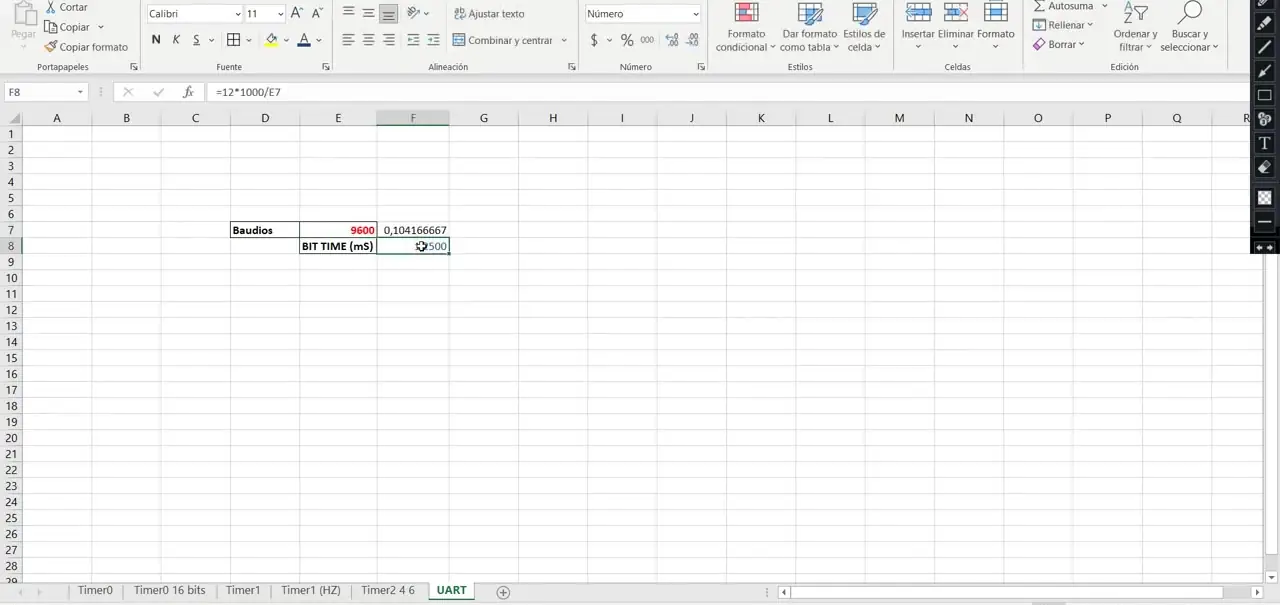 Cortar
Pegar
Copiar
Copiar formato
Portapapeles
Calibri
11
A A
N K S
A
Fuente
Ajustar texto
Combinar y centrar
Alineación
Número
$ % 000
Número
Formato condicional
Dar formato como tabla
Estilos de celda
Estilos
Insertar Eliminar Formato
Celdas
Autosuma
Rellenar
Borrar
Ordenar y filtrar
Buscar y seleccionar
Edición
F8
fx
=12*1000/E7
A B C D E F G H I J K L M N O P Q R
1
2
3
4
5
6
7 Baudios 9600 0,104166667
8 BIT TIME (mS)
9
10
11
12
13
14
15
16
17
18
19
20
21
22
23
24
25
26
27
28
29
Timer0 Timer0 16 bits Timer1 Timer1 (HZ) Timer2 4 6 UART